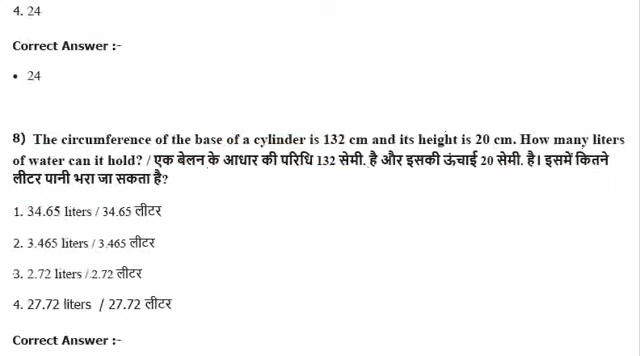 4. 24
Correct Answer :-
• 24
8) The circumference of the base of a cylinder is 132 cm and its height is 20 cm. How many liters
of water can it hold? / एक बेलन के आधार की परिधि 132 सेमी. है और इसकी ऊंचाई 20 सेमी. है। इसमें कितने
लीटर पानी भरा जा सकता है?
1. 34.65 liters / 34.65 लीटर
2. 3.465 liters / 3.465 लीटर
3. 2.72 liters / 2.72 लीटर
4. 27.72 liters / 27.72 लीटर
Correct Answer :-